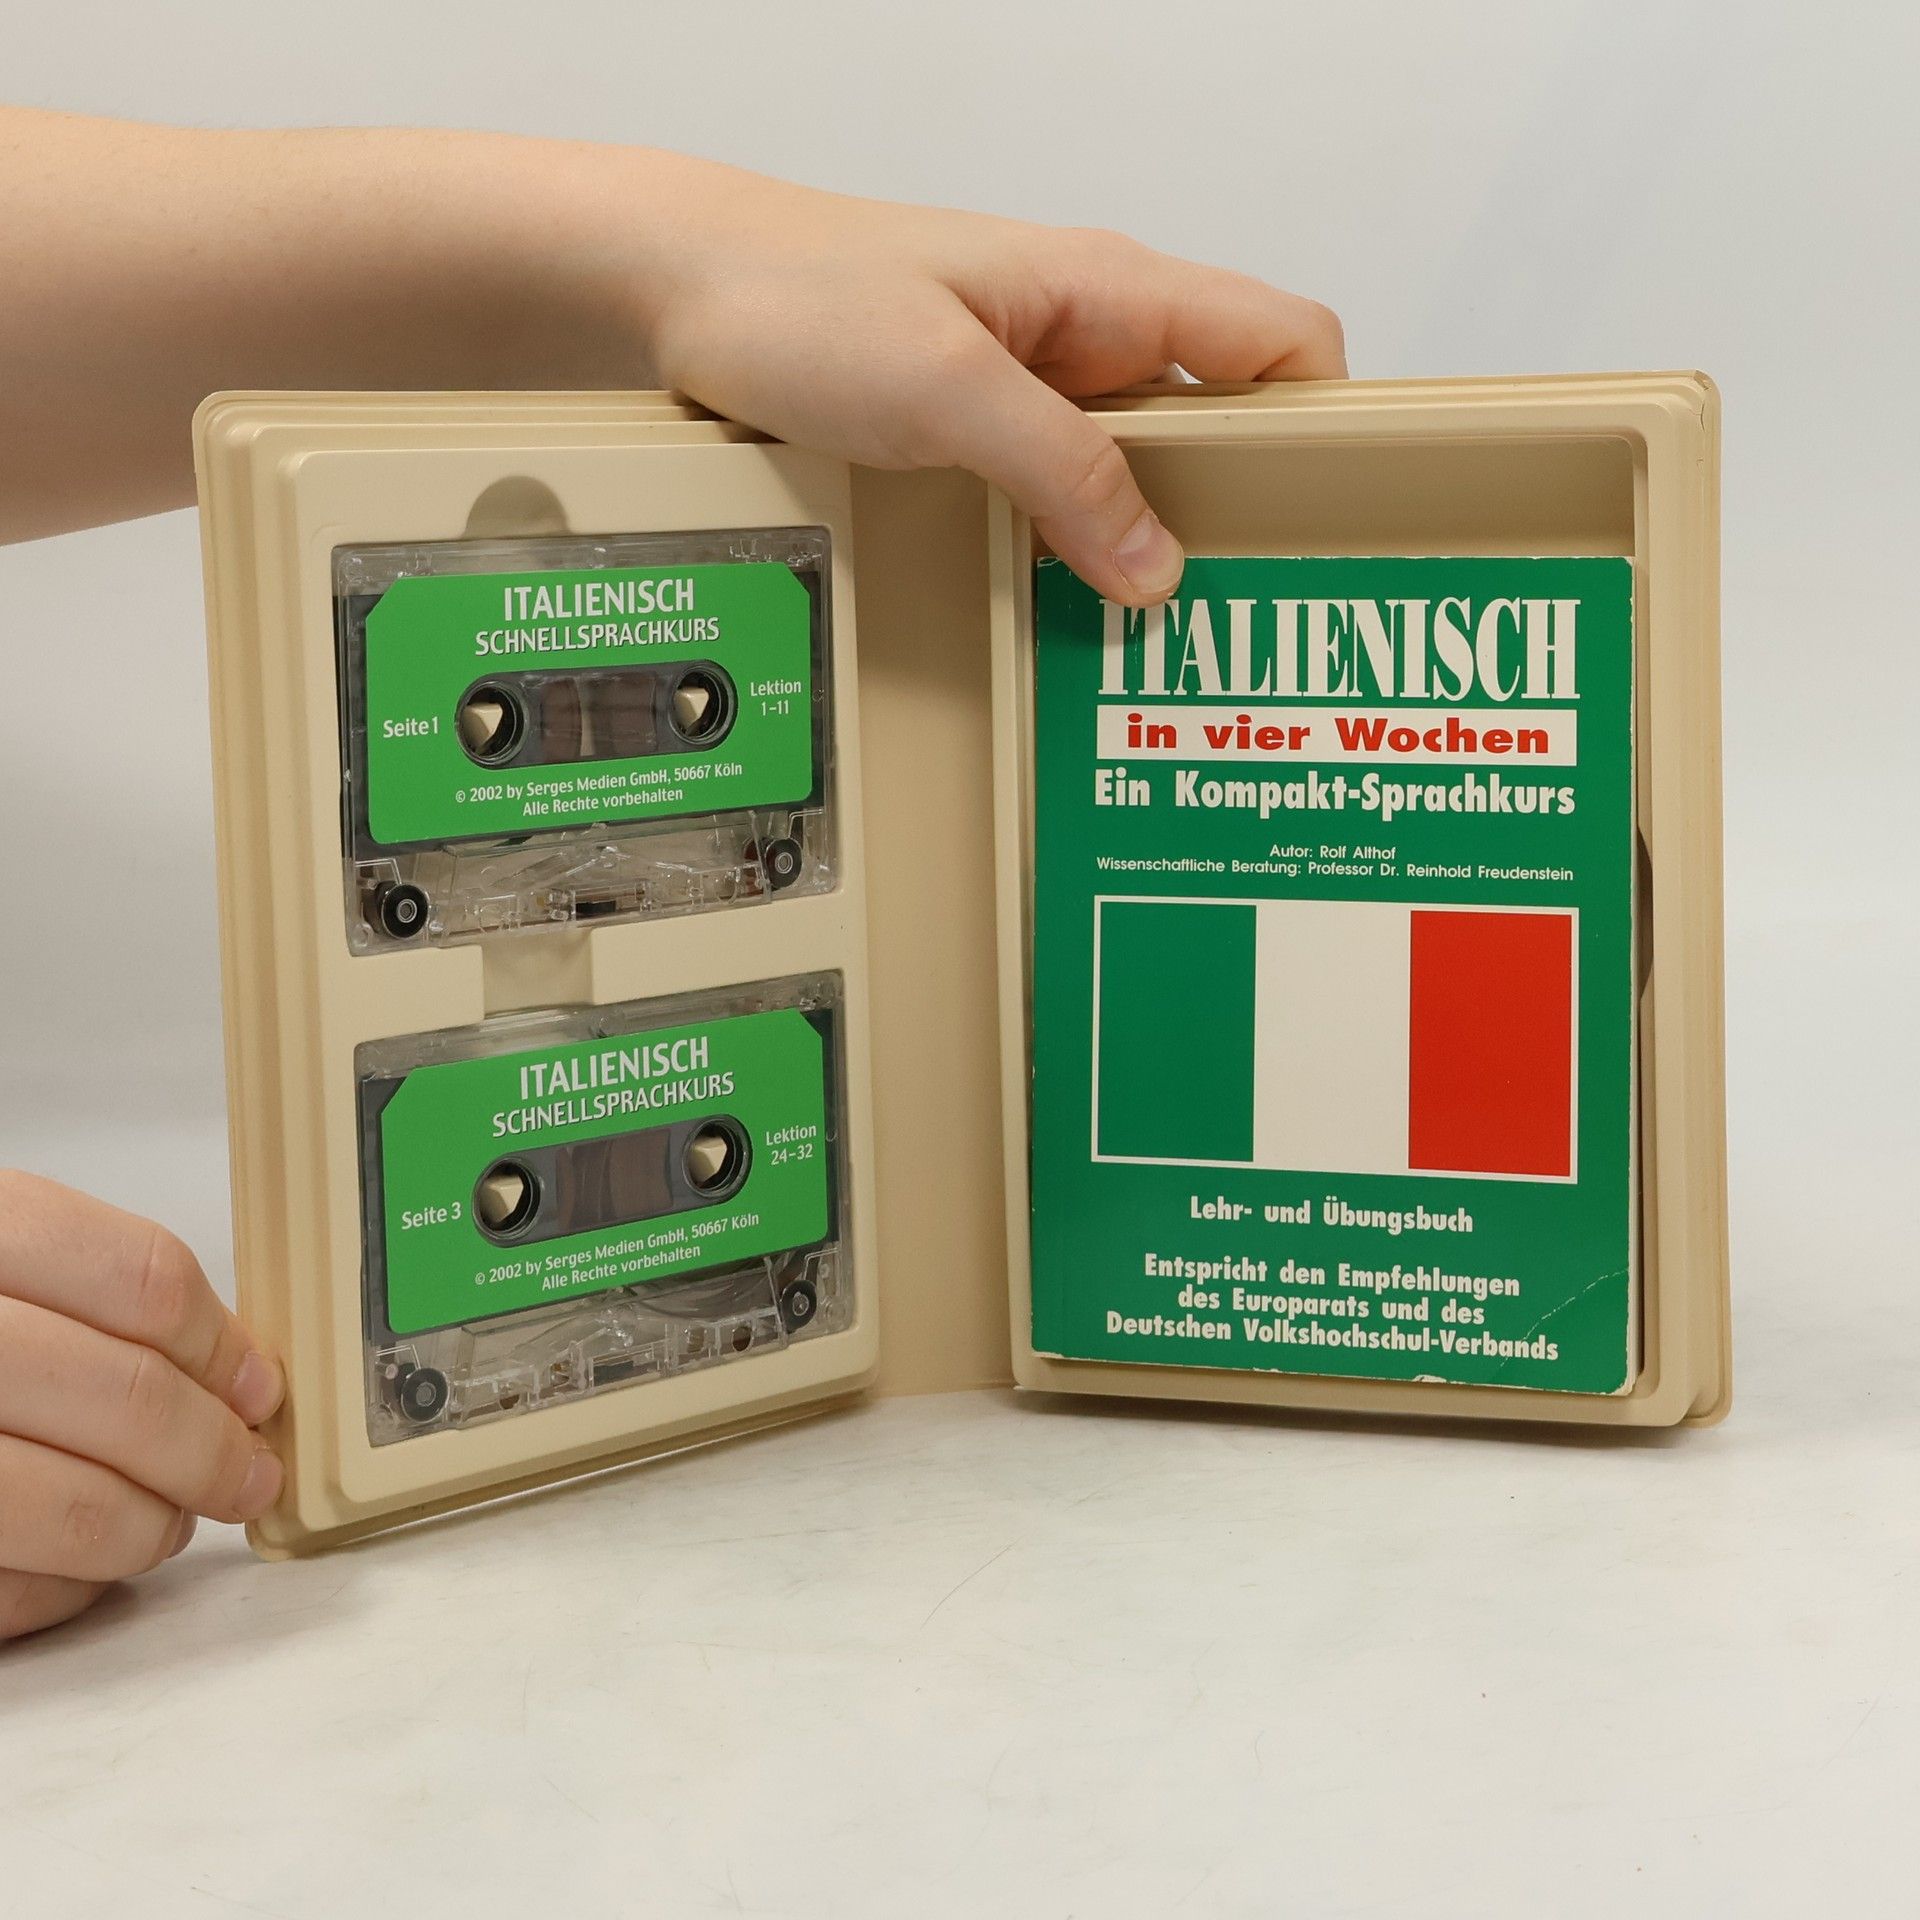 ITALIENISCH
SCHNELLSPRACHKURS
Seite 1
Lektion
1-11
© 2002 by Serges Medien GmbH, 50667 Köln
Alle Rechte vorbehalten
ITALIENISCH
SCHNELLSPRACHKURS
Seite 3
Lektion
24-32
© 2002 by Serges Medien GmbH, 50667 Köln
Alle Rechte vorbehalten
ITALIENISCH
in vier Wochen
Ein Kompakt-Sprachkurs
Autor: Rolf Althof
Wissenschaftliche Beratung: Professor Dr. Reinhold Freudenstein
Lehr- und Übungsbuch
Entspricht den Empfehlungen
des Europarats und des
Deutschen Volkshochschul-Verbands